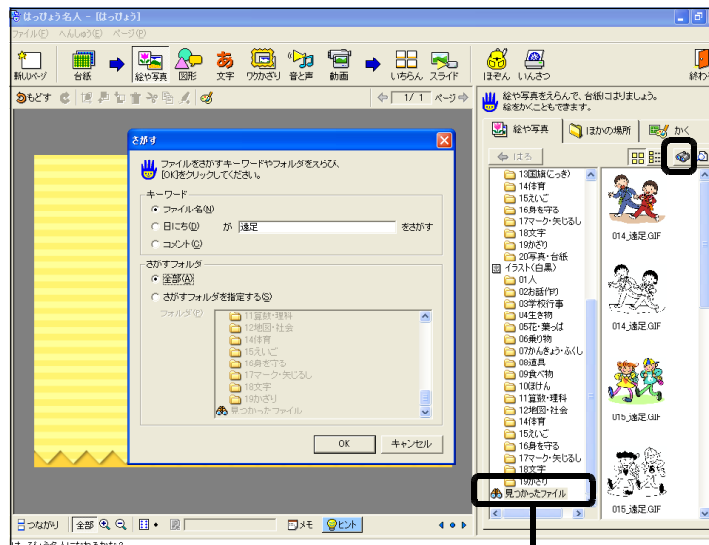 はっぴょう名人 - [はっぴょう]
ファイル(F) へんしゅう(E) ページ(P)
新しいページ 台紙 絵や写真 図形 文字 ワクかざり 音と声 動画 いちらん スライド ほぞん いんさつ 終わ
もどす 1/1 ページ
絵や写真をえらんで、台紙にはりましょう。
絵をかくこともできます。
絵や写真 ほかの場所 かく
はる
さがす
ファイルをさがすキーワードやフォルダをえらび、
[OK]をクリックしてください。
キーワード
ファイル名(N)
日にち(D) が 遠足 をさがす
コメント(C)
さがすフォルダ
全部(A)
さがすフォルダを指定する(S)
フォルダ(P)
11算数・理科
12地図・社会
14体育
15えいご
16身を守る
17マーク・矢じるし
18文字
19かざり
見つかったファイル
OK キャンセル
13国旗(こっき)
14体育
15えいご
16身を守る
17マーク・矢じるし
18文字
19かざり
20写真・台紙
イラスト(白黒)
01人
02お話(作)
03学校行事
04生き物
05花・葉っぱ
06乗り物
07かんきょう・ふくし
08道具
09食べ物
10ほけん
11算数・理科
12地図・社会
14体育
15えいご
16身を守る
17マーク・矢じるし
18文字
19かざり
見つかったファイル
014_遠足.GIF
014_遠足.GIF
015_遠足.GIF
015_遠足.GIF
つながり 全部 メモ ヒント